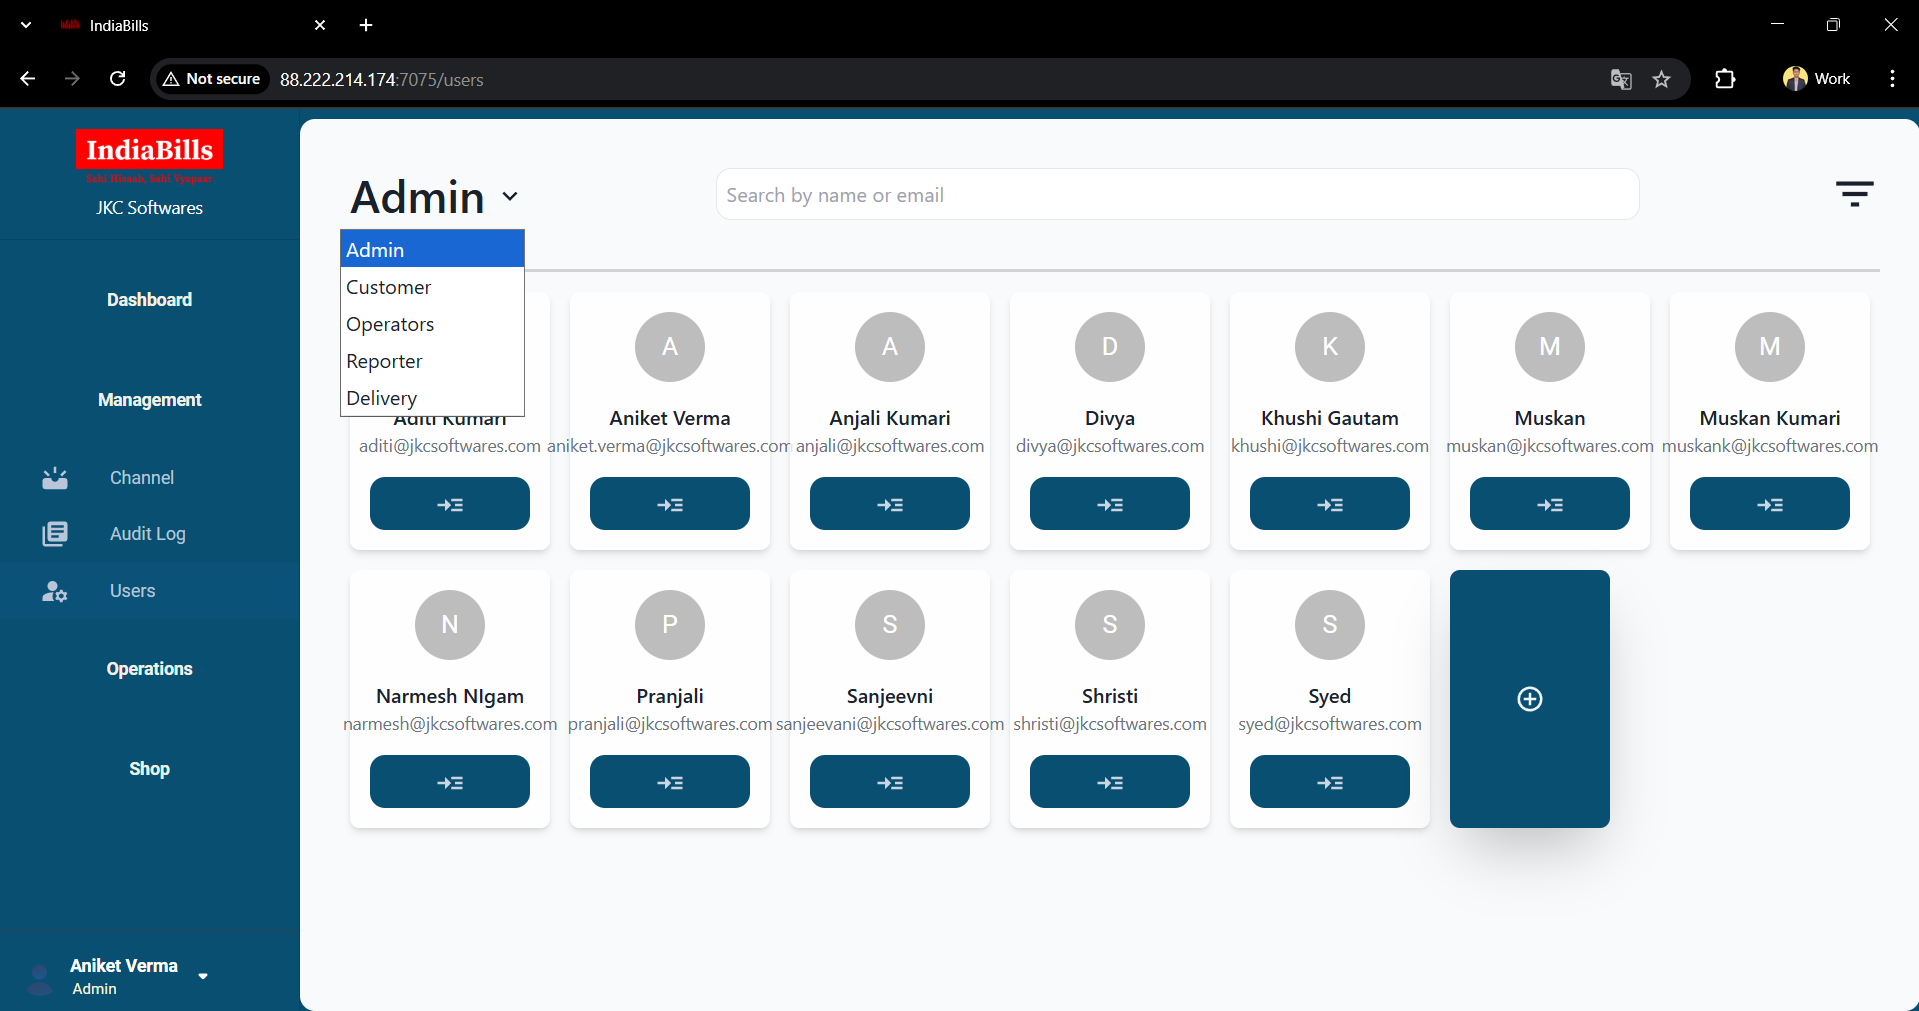 IndiaBills
Not secure
88.222.214.174:7075/users
Work
IndiaBills
Sahi Hisaab, Sahi Vyapaar
JKC Softwares
Dashboard
Management
Channel
Audit Log
Users
Operations
Shop
Aniket Verma
Admin
Admin
Search by name or email
Admin
Customer
Operators
Reporter
Delivery
Aditi Kumari
aditi@jkcsoftwares.com
A
Aniket Verma
aniket.verma@jkcsoftwares.com
A
Anjali Kumari
anjali@jkcsoftwares.com
D
Divya
divya@jkcsoftwares.com
K
Khushi Gautam
khushi@jkcsoftwares.com
M
Muskan
muskan@jkcsoftwares.com
M
Muskan Kumari
muskank@jkcsoftwares.com
N
Narmesh NIgam
narmesh@jkcsoftwares.com
P
Pranjali
pranjali@jkcsoftwares.com
S
Sanjeevni
sanjeevani@jkcsoftwares.com
S
Shristi
shristi@jkcsoftwares.com
S
Syed
syed@jkcsoftwares.com